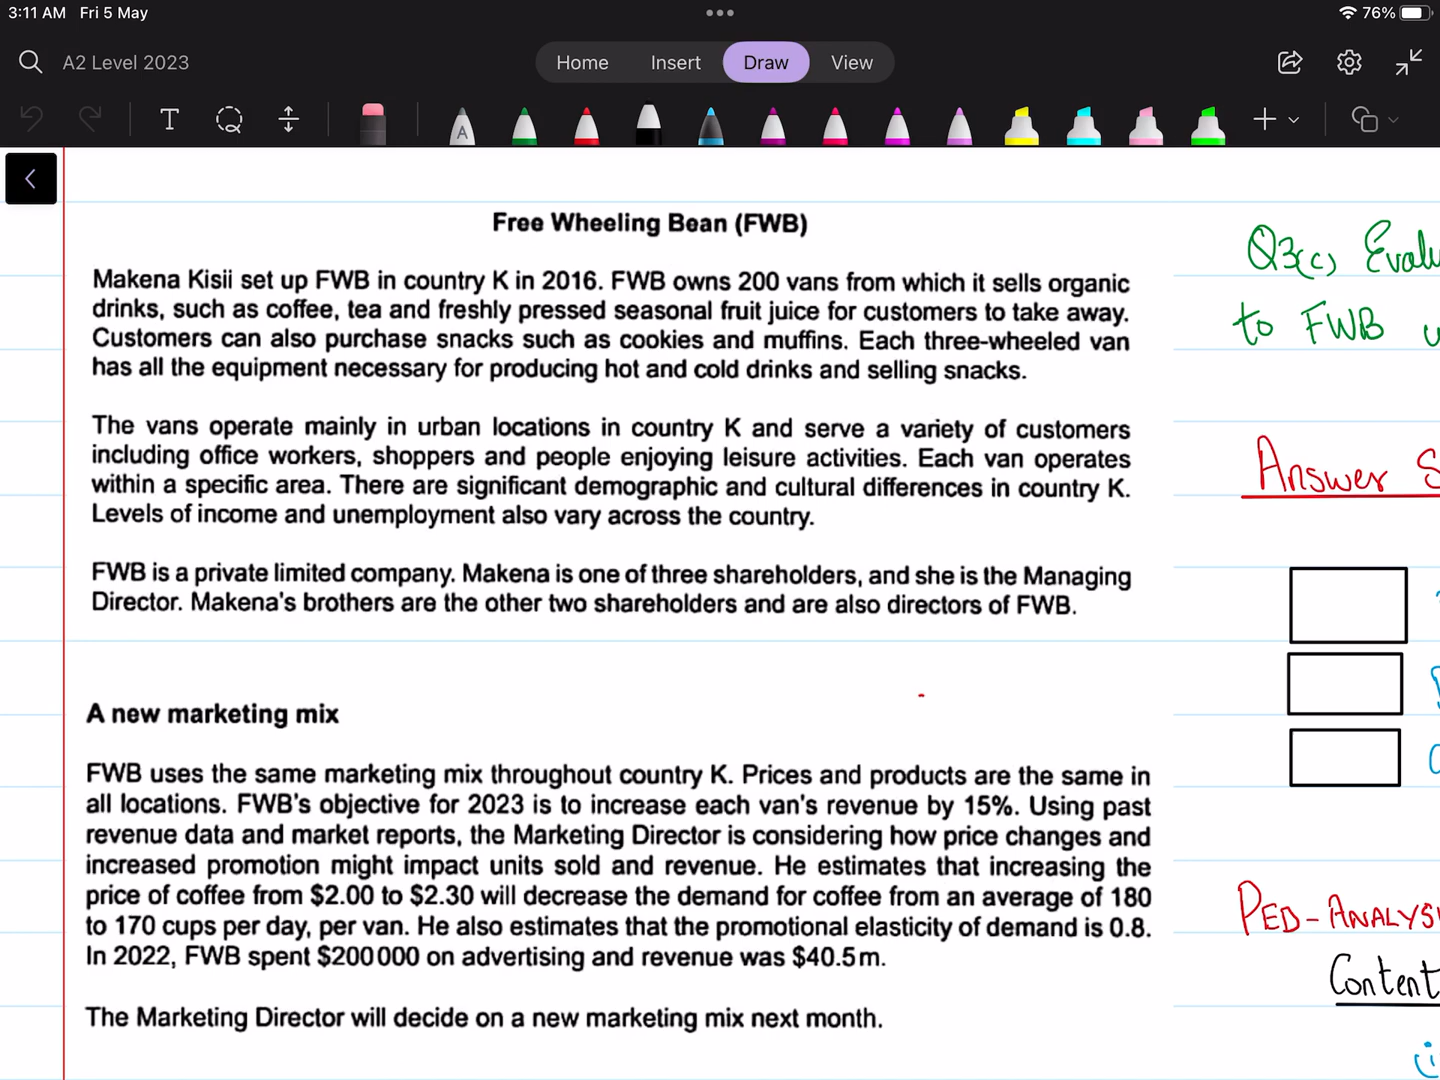 3:11 AM Fri 5 May
76%
A2 Level 2023
Home Insert Draw View
T
A
Free Wheeling Bean (FWB)
Makena Kisii set up FWB in country K in 2016. FWB owns 200 vans from which it sells organic
drinks, such as coffee, tea and freshly pressed seasonal fruit juice for customers to take away.
Customers can also purchase snacks such as cookies and muffins. Each three-wheeled van
has all the equipment necessary for producing hot and cold drinks and selling snacks.
The vans operate mainly in urban locations in country K and serve a variety of customers
including office workers, shoppers and people enjoying leisure activities. Each van operates
within a specific area. There are significant demographic and cultural differences in country K.
Levels of income and unemployment also vary across the country.
FWB is a private limited company. Makena is one of three shareholders, and she is the Managing
Director. Makena's brothers are the other two shareholders and are also directors of FWB.
A new marketing mix
FWB uses the same marketing mix throughout country K. Prices and products are the same in
all locations. FWB's objective for 2023 is to increase each van's revenue by 15%. Using past
revenue data and market reports, the Marketing Director is considering how price changes and
increased promotion might impact units sold and revenue. He estimates that increasing the
price of coffee from $2.00 to $2.30 will decrease the demand for coffee from an average of 180
to 170 cups per day, per van. He also estimates that the promotional elasticity of demand is 0.8.
In 2022, FWB spent $200 000 on advertising and revenue was $40.5 m.
The Marketing Director will decide on a new marketing mix next month.
Q3(c) Evalu
to FWB
Answer S
PED-ANALYSI
Content